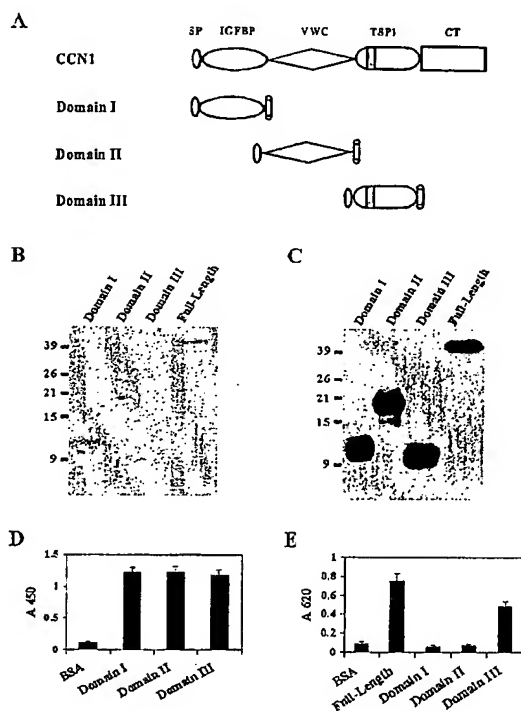 A
SP IGFBP VWC TSP1 CT
CCN1
Domain I
Domain II
Domain III
B
Domain I
Domain II
Domain III
Full-Length
39
26
21
15
9
C
Domain I
Domain II
Domain III
Full-Length
39
26
21
15
9
D
A 450
1.5
1
0.5
0
BSA
Domain I
Domain II
Domain III
E
A 620
1
0.8
0.6
0.4
0.2
0
BSA
Full-Length
Domain I
Domain II
Domain III